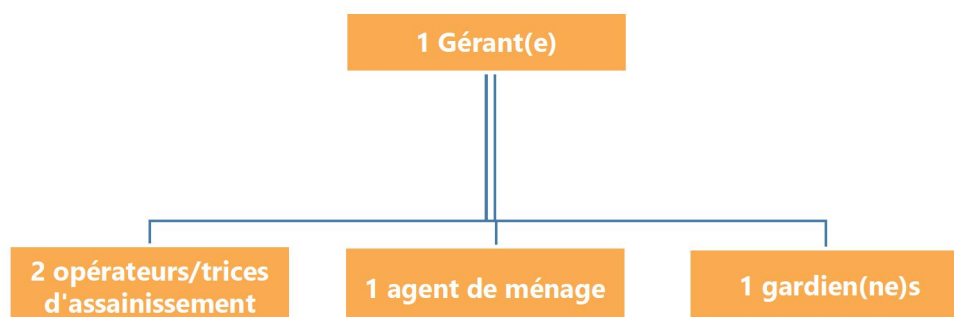 1 Gérant(e)
2 opérateurs/trices
d'assainissement
1 agent de ménage
1 gardien(ne)s